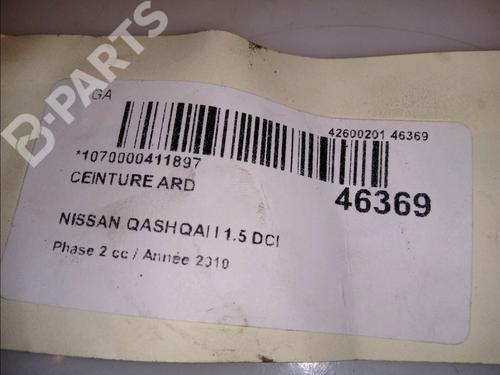 B-PARTS
GA
42600201 46369
*1070000411897
CEINTURE ARD
46369
NISSAN QASHQAI I 1.5 DCI
Phase 2 cc / Année 2010